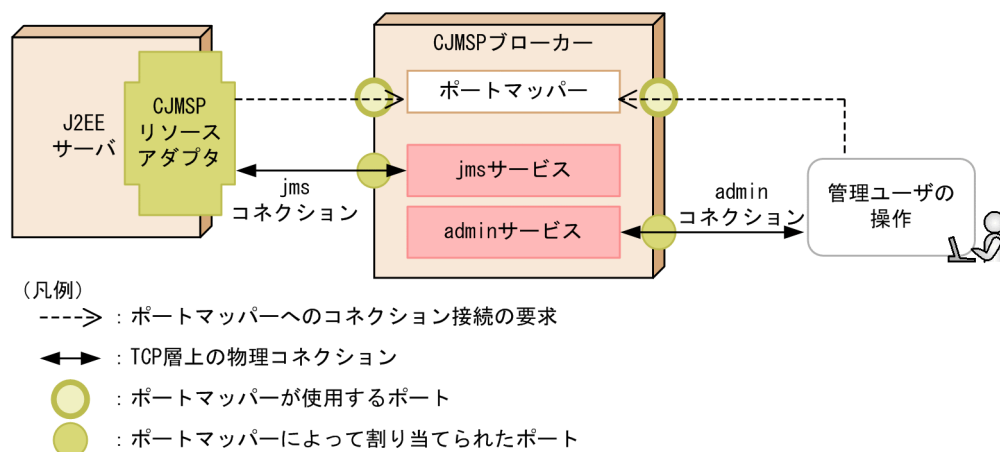 CJMSPブローカー
ポートマッパー
J2EE
サーバ
CJMSP
リソース
アダプタ
jms
コネクション
jmsサービス
adminサービス
admin
コネクション
管理ユーザの
操作
(凡例)
：ポートマッパーへのコネクション接続の要求
：TCP層上の物理コネクション
：ポートマッパーが使用するポート
：ポートマッパーによって割り当てられたポート